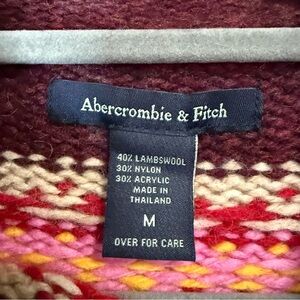 Abercrombie & Fitch
40% LAMBSWOOL
30% NYLON
30% ACRYLIC
MADE IN
THAILAND
M
OVER FOR CARE